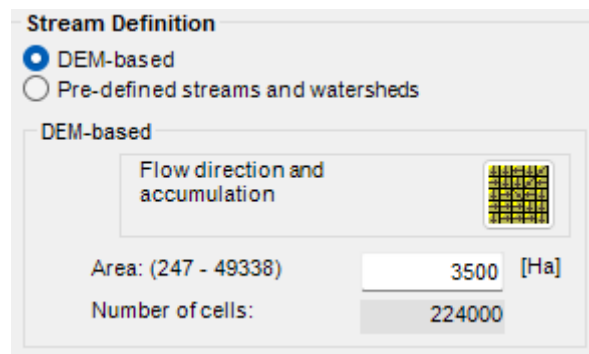 Stream Definition
DEM-based
Pre-defined streams and watersheds
DEM-based
Flow direction and
accumulation
Area: (247 - 49338) 3500 [Ha]
Number of cells: 224000